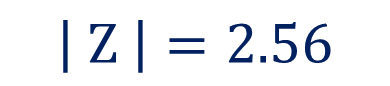 | Z | = 2.56